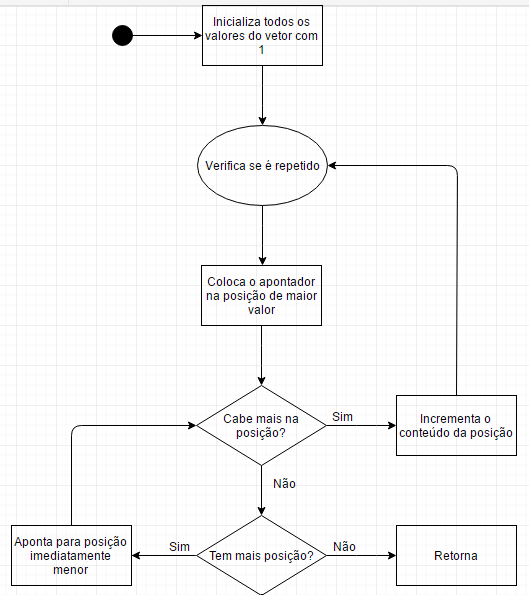 Inicializa todos os
valores do vetor com
1
Verifica se é repetido
Coloca o apontador
na posição de maior
valor
Cabe mais na
posição?
Sim
Incrementa o
conteúdo da posição
Não
Aponta para posição
imediatamente
menor
Sim
Tem mais posição?
Não
Retorna